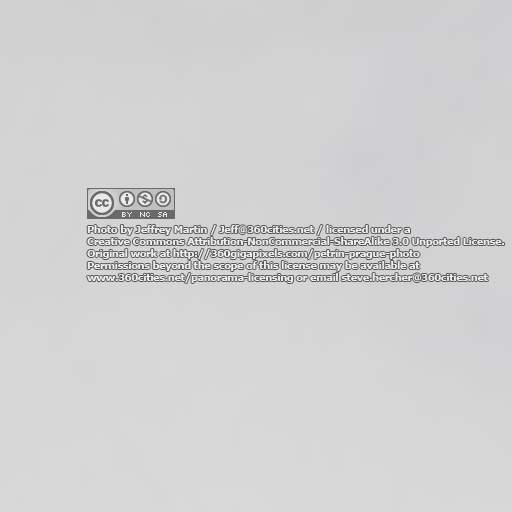 cc
BY NC SA
Photo by Jeffrey Martin / Jeff@360cities.net / licensed under a
Creative Commons Attribution-NonCommercial-ShareAlike 3.0 Unported License.
Original work at http://360gigapixels.com/petrin-prague-photo
Permissions beyond the scope of this license may be available at
www.360cities.net/panorama-licensing or email steve.hercher@360cities.net